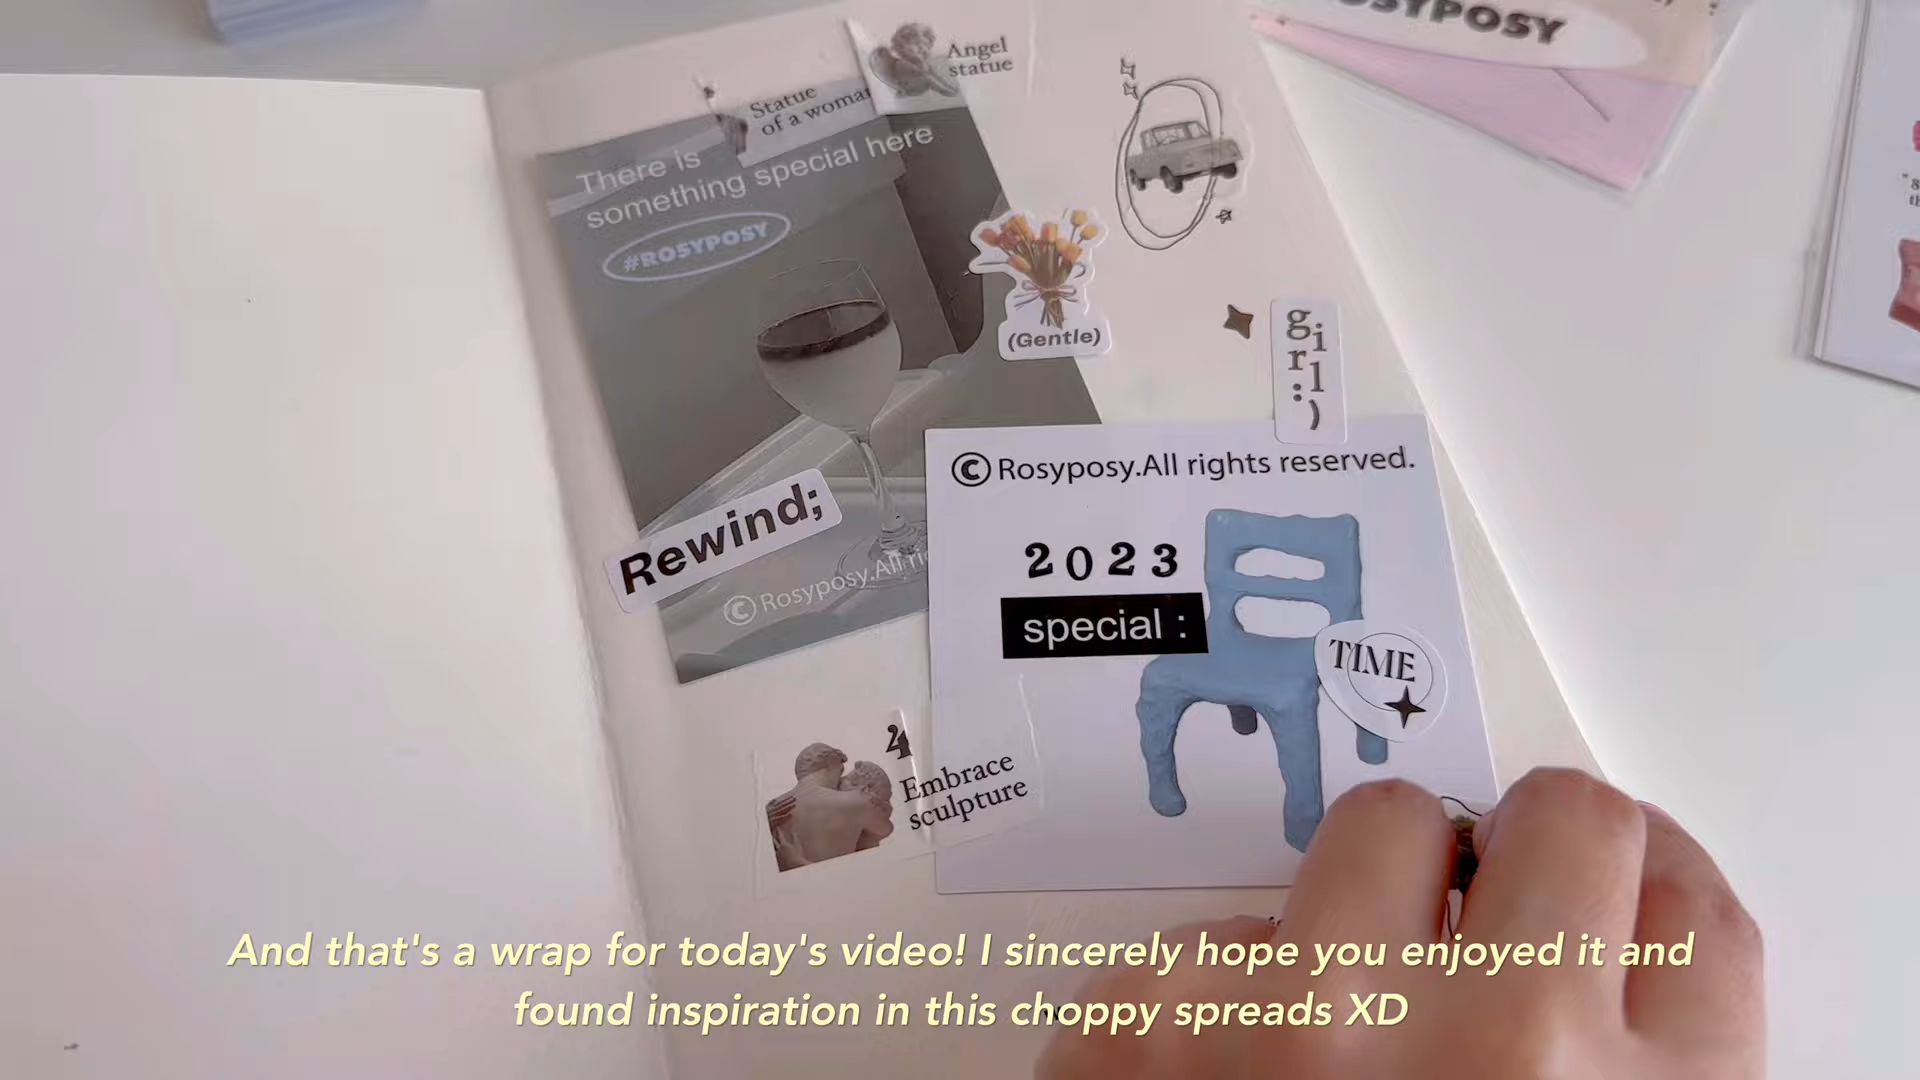 Angel
statue
Statue
of a woman
There is
something special here
#ROSYPOSY
ROSYPOSY
(Gentle)
girl:)
© Rosyposy.All rights reserved.
Rewind;
© Rosyposy.All
2023
special :
TIME
4
Embrace
sculpture
And that's a wrap for today's video! I sincerely hope you enjoyed it and
found inspiration in this choppy spreads XD